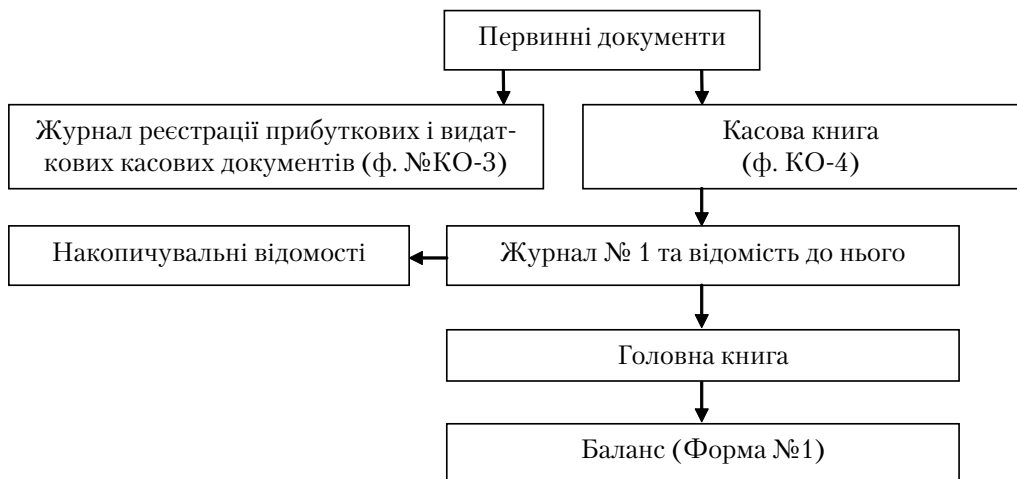 Первинні документи
Журнал реєстрації прибуткових і видат-
кових касових документів (ф. №КО-3)
Касова книга
(ф. КО-4)
Накопичувальні відомості
Журнал № 1 та відомість до нього
Головна книга
Баланс (Форма №1)